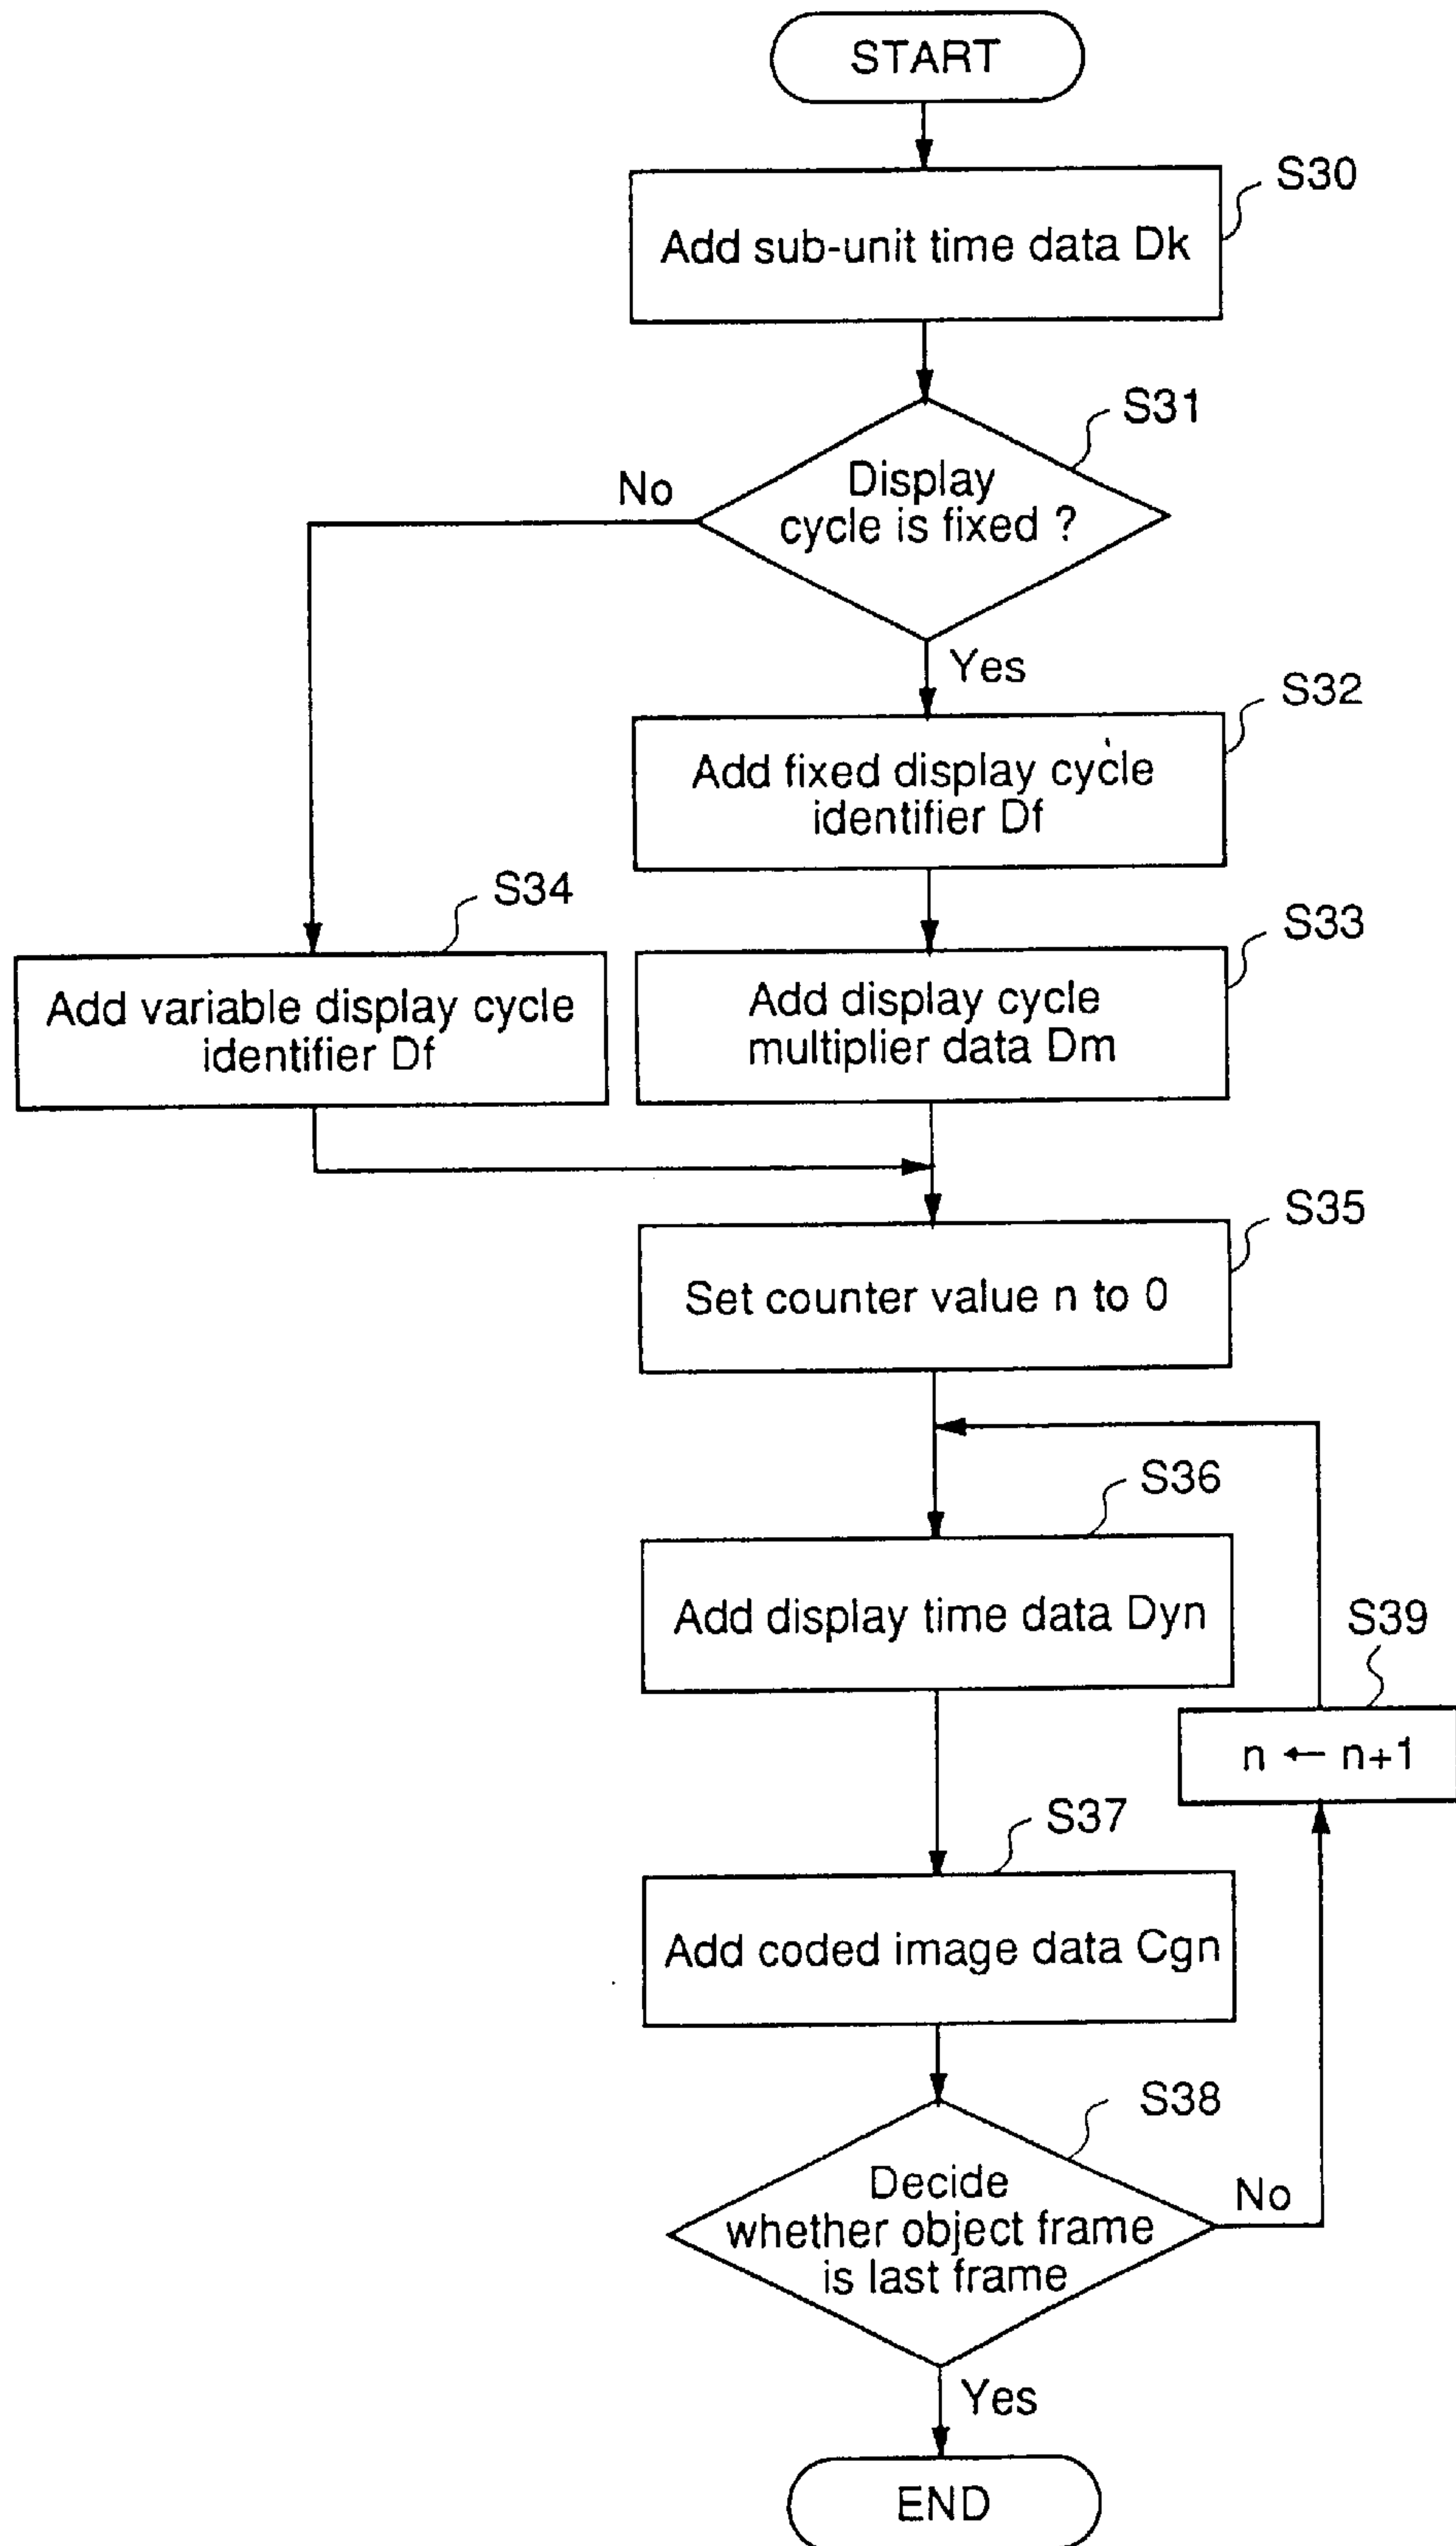 START
S30
Add sub-unit time data Dk
S31
Display
cycle is fixed ?
No
Yes
S32
Add fixed display cycle
identifier Df
S34
Add variable display cycle
identifier Df
S33
Add display cycle
multiplier data Dm
S35
Set counter value n to 0
S36
Add display time data Dyn
S39
n ← n+1
S37
Add coded image data Cgn
S38
Decide
whether object frame
is last frame
No
Yes
END